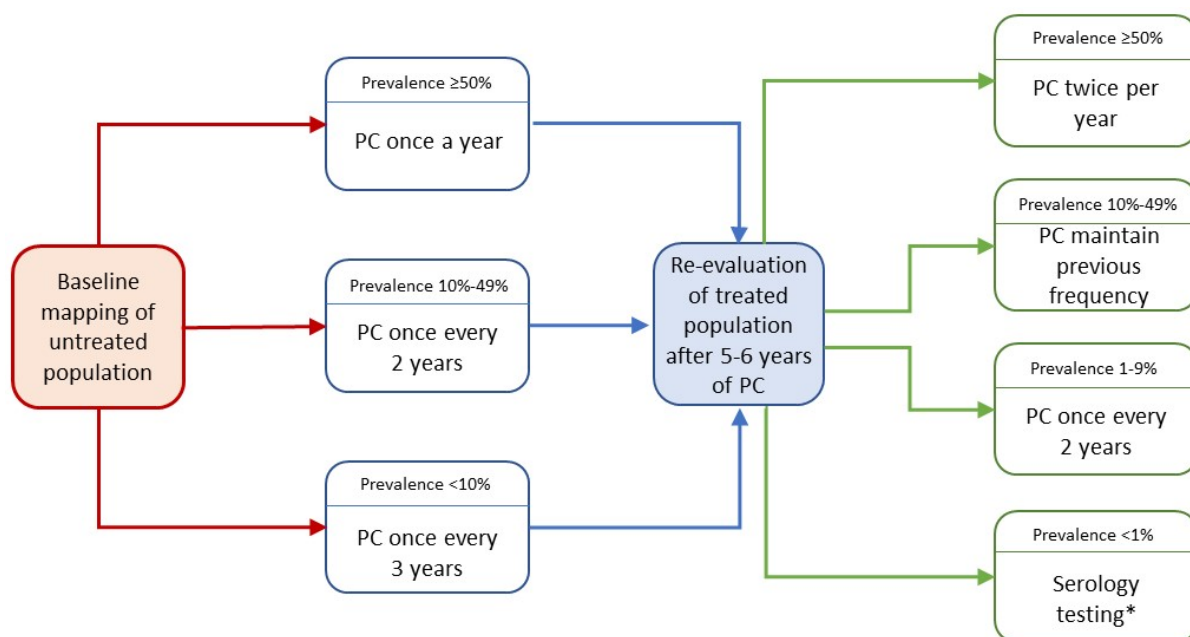 Baseline
mapping of
untreated
population
Prevalence ≥50%
PC once a year
Prevalence 10%-49%
PC once every
2 years
Prevalence <10%
PC once every
3 years
Re-evaluation
of treated
population
after 5-6 years
of PC
Prevalence ≥50%
PC twice per
year
Prevalence 10%-49%
PC maintain
previous
frequency
Prevalence 1-9%
PC once every
2 years
Prevalence <1%
Serology
testing*